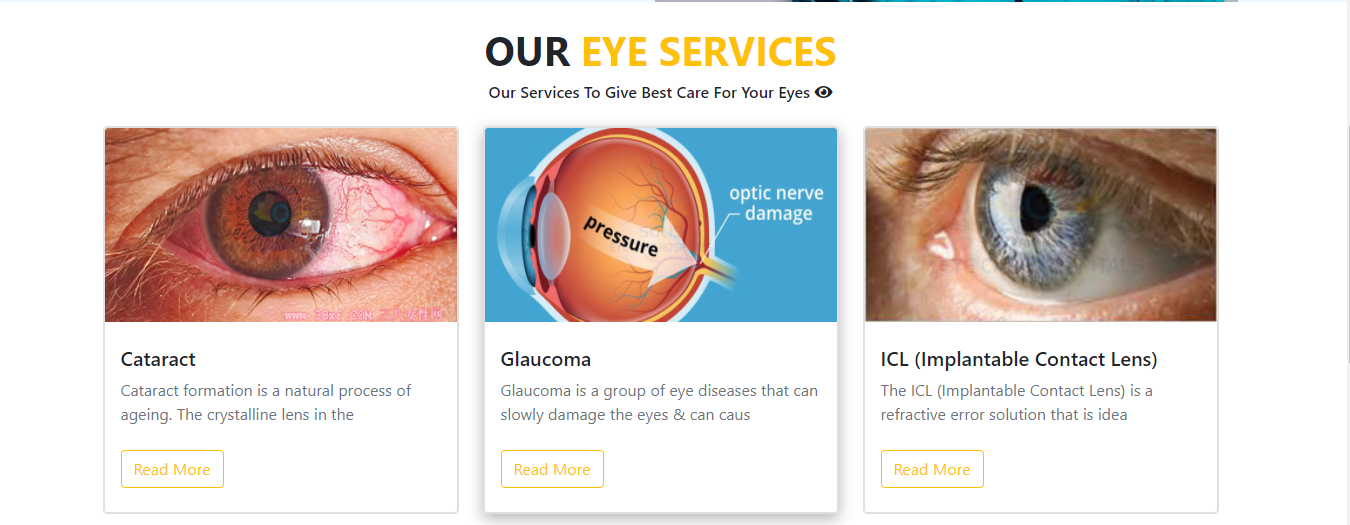 OUR EYE SERVICES
Our Services To Give Best Care For Your Eyes
optic nerve
damage
pressure
Cataract
Cataract formation is a natural process of
ageing. The crystalline lens in the
Read More
Glaucoma
Glaucoma is a group of eye diseases that can
slowly damage the eyes & can caus
Read More
ICL (Implantable Contact Lens)
The ICL (Implantable Contact Lens) is a
refractive error solution that is idea
Read More